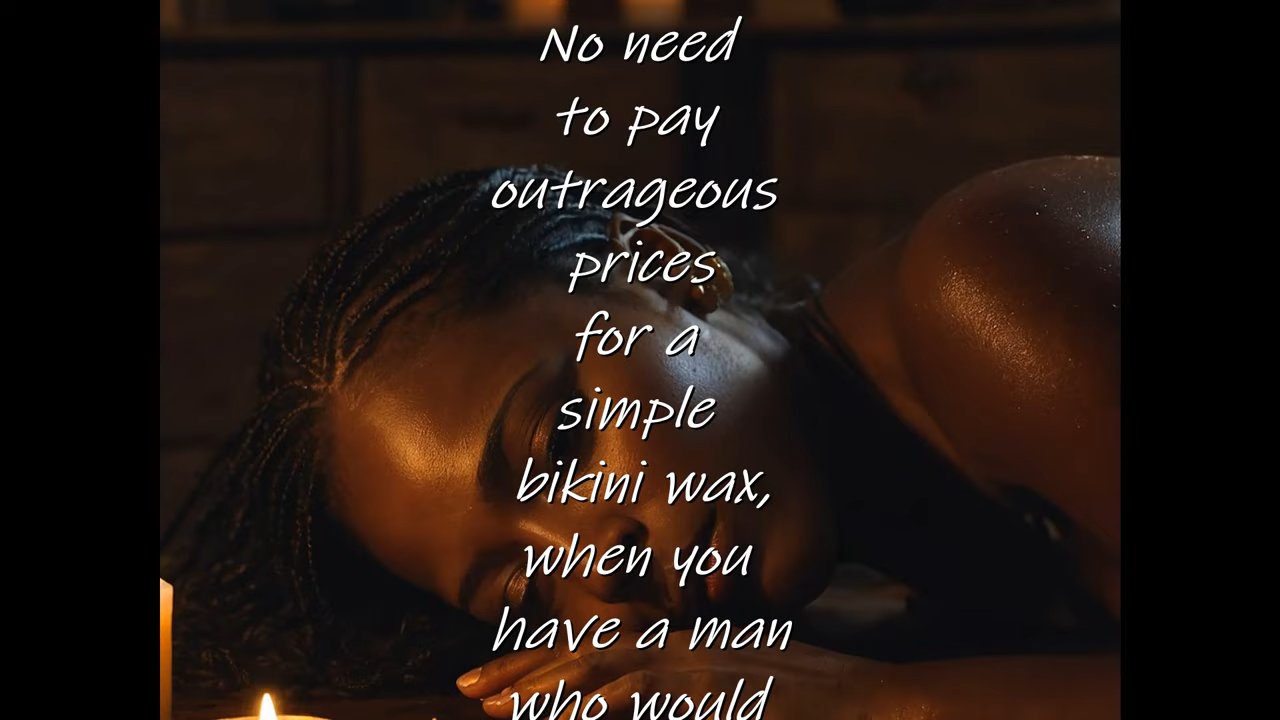 No need
to pay
outrageous
prices
for a
simple
bikini wax,
when you
have a man
who would